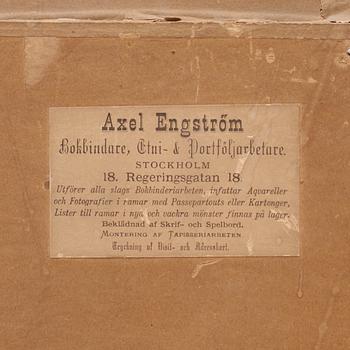 Axel Engström
Bokbindare, Etui- & Portföljarbetare.
STOCKHOLM
18. Regeringsgatan 18.
Utförer alla slags Bokbinderiarbeten, infattar Aqvareller
och Fotografier i ramar med Passepartouts eller Kartonger,
Lister till ramar i nya och vackra mönster finnas på lager.
Beklädnad af Skrif- och Spelbord.
MONTERING AF TAPISSERIARBETEN.
Tryckning af Visit- och Adresskort.